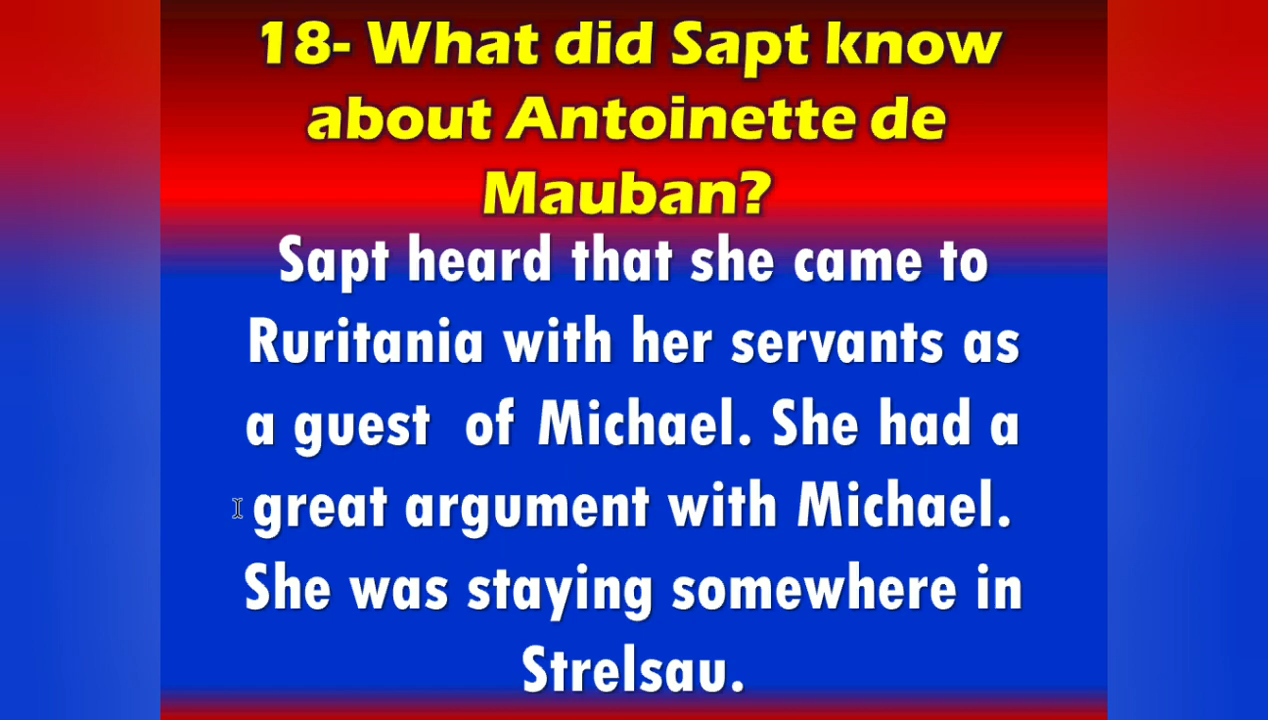 18- What did Sapt know
about Antoinette de
Mauban?
Sapt heard that she came to
Ruritania with her servants as
a guest of Michael. She had a
great argument with Michael.
She was staying somewhere in
Strelsau.